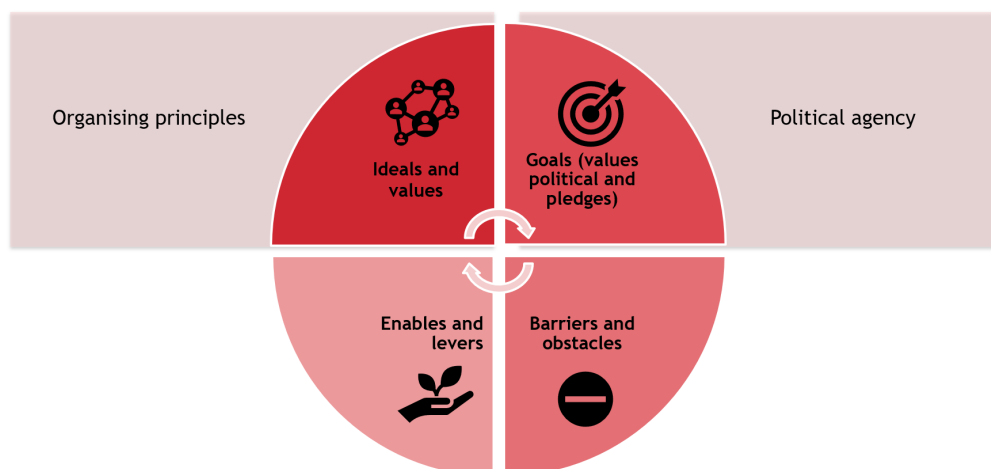 Organising principles
Ideals and
values
Goals (values
political and
pledges)
Political agency
Enables and
levers
Barriers and
obstacles